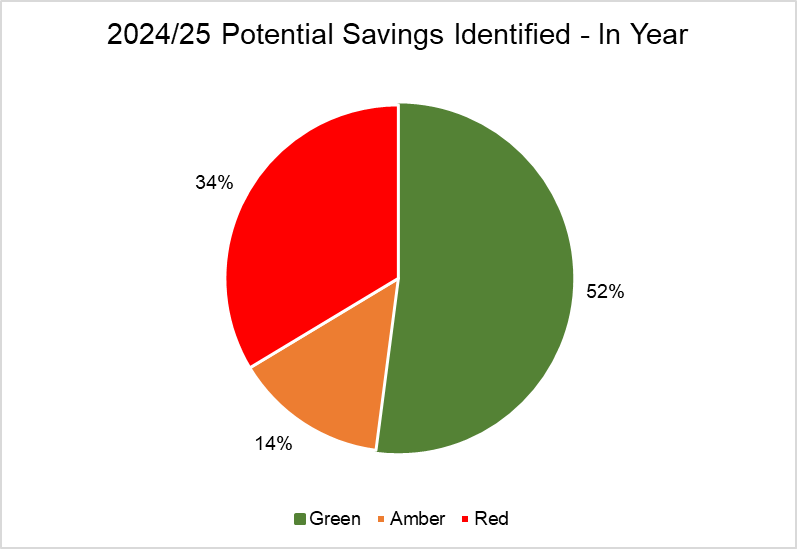 2024/25 Potential Savings Identified - In Year
34%
52%
14%
Green Amber Red